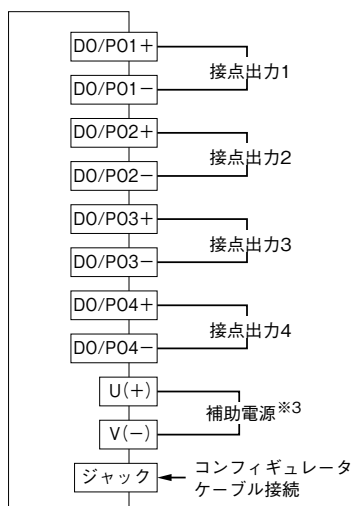 DO/PO1+
接点出力1
DO/PO1−
DO/PO2+
接点出力2
DO/PO2−
DO/PO3+
接点出力3
DO/PO3−
DO/PO4+
接点出力4
DO/PO4−
U(+)
補助電源※3
V(−)
ジャック
コンフィギュレータ
ケーブル接続